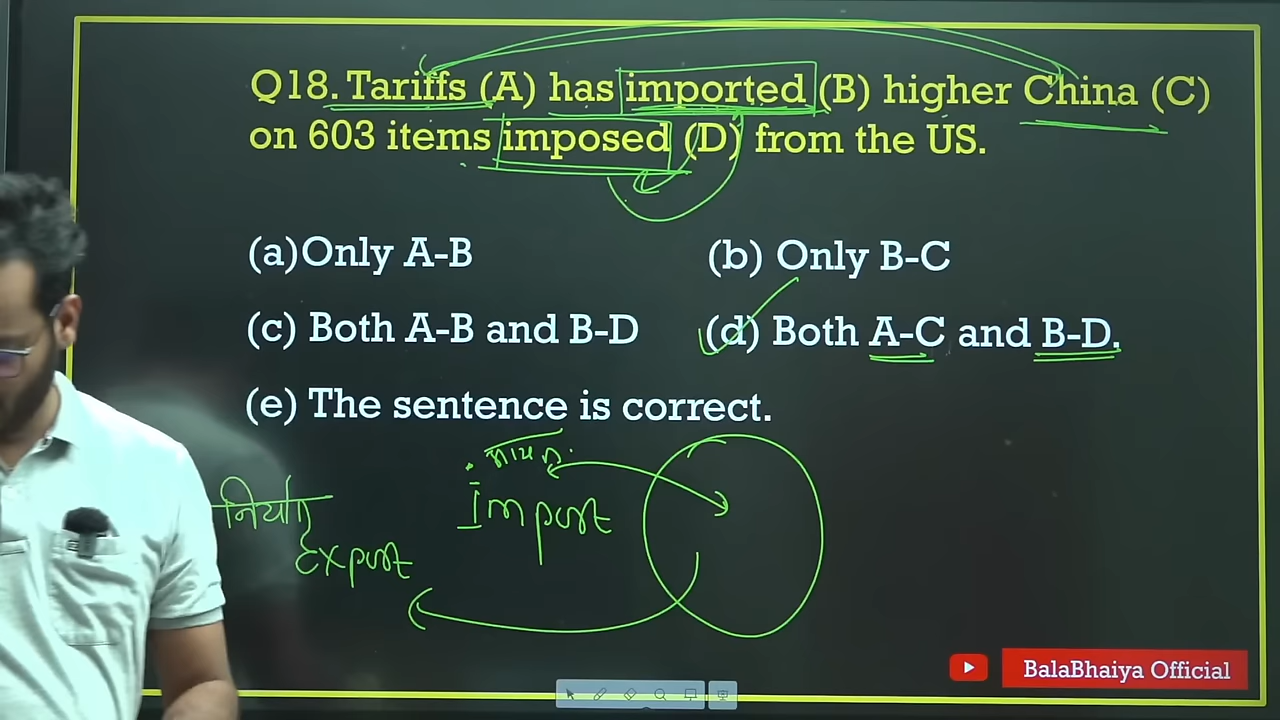 Q18. Tariffs (A) has imported (B) higher China (C)
on 603 items imposed (D) from the US.
(a)Only A-B
(b) Only B-C
(c) Both A-B and B-D
(d) Both A-C and B-D.
(e) The sentence is correct.
Import
Export
BalaBhaiya Official